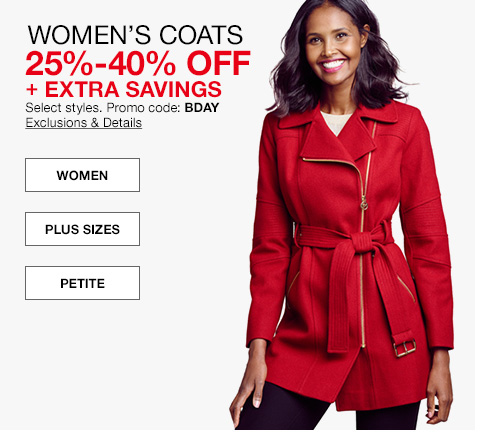 WOMEN'S COATS
25%-40% OFF
+ EXTRA SAVINGS
Select styles. Promo code: BDAY
Exclusions & Details
WOMEN
PLUS SIZES
PETITE